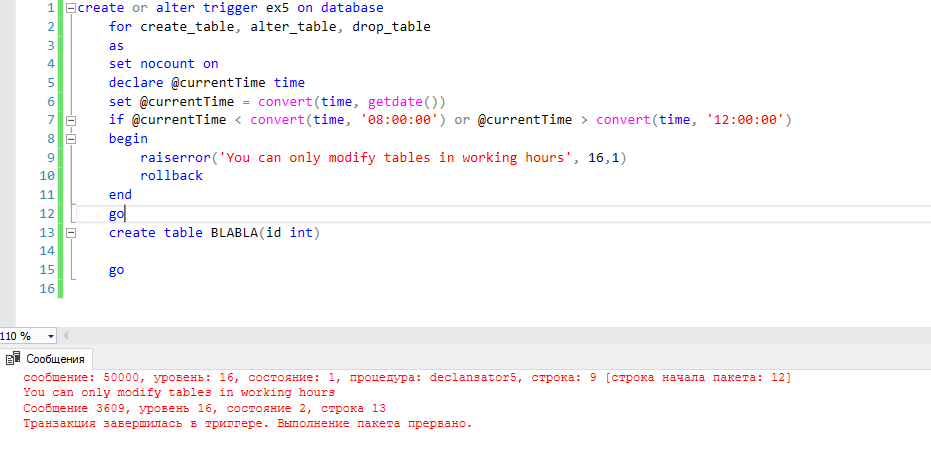 1 create or alter trigger ex5 on database
2 for create_table, alter_table, drop_table
3 as
4 set nocount on
5 declare @currentTime time
6 set @currentTime = convert(time, getdate())
7 if @currentTime < convert(time, '08:00:00') or @currentTime > convert(time, '12:00:00')
8 begin
9 raiserror('You can only modify tables in working hours', 16,1)
10 rollback
11 end
12 go
13 create table BLABLA(id int)
14
15 go
16
110 %
Сообщения
сообщение: 50000, уровень: 16, состояние: 1, процедура: declansator5, строка: 9 [строка начала пакета: 12]
You can only modify tables in working hours
Сообщение 3609, уровень 16, состояние 2, строка 13
Транзакция завершилась в триггере. Выполнение пакета прервано.